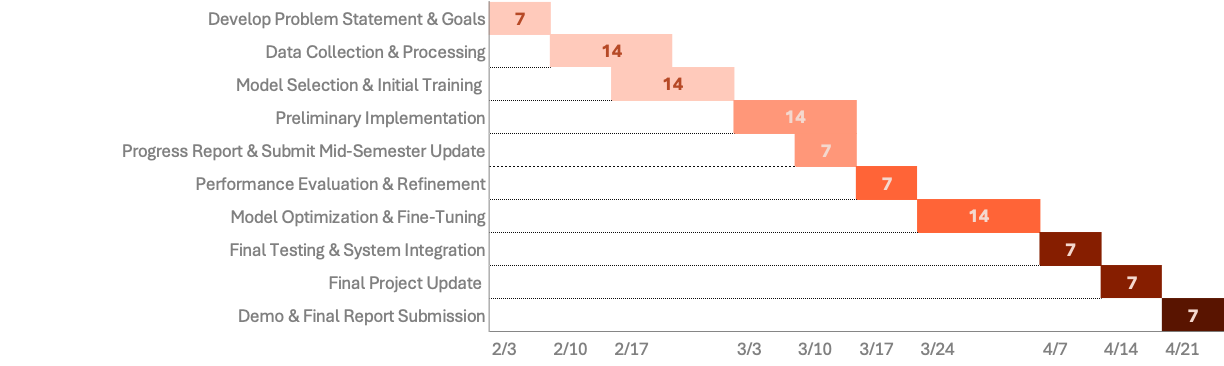 Develop Problem Statement & Goals 7
Data Collection & Processing 14
Model Selection & Initial Training 14
Preliminary Implementation 14
Progress Report & Submit Mid-Semester Update 7
Performance Evaluation & Refinement 7
Model Optimization & Fine-Tuning 14
Final Testing & System Integration 7
Final Project Update 7
Demo & Final Report Submission 7
2/3 2/10 2/17 3/3 3/10 3/17 3/24 4/7 4/14 4/21